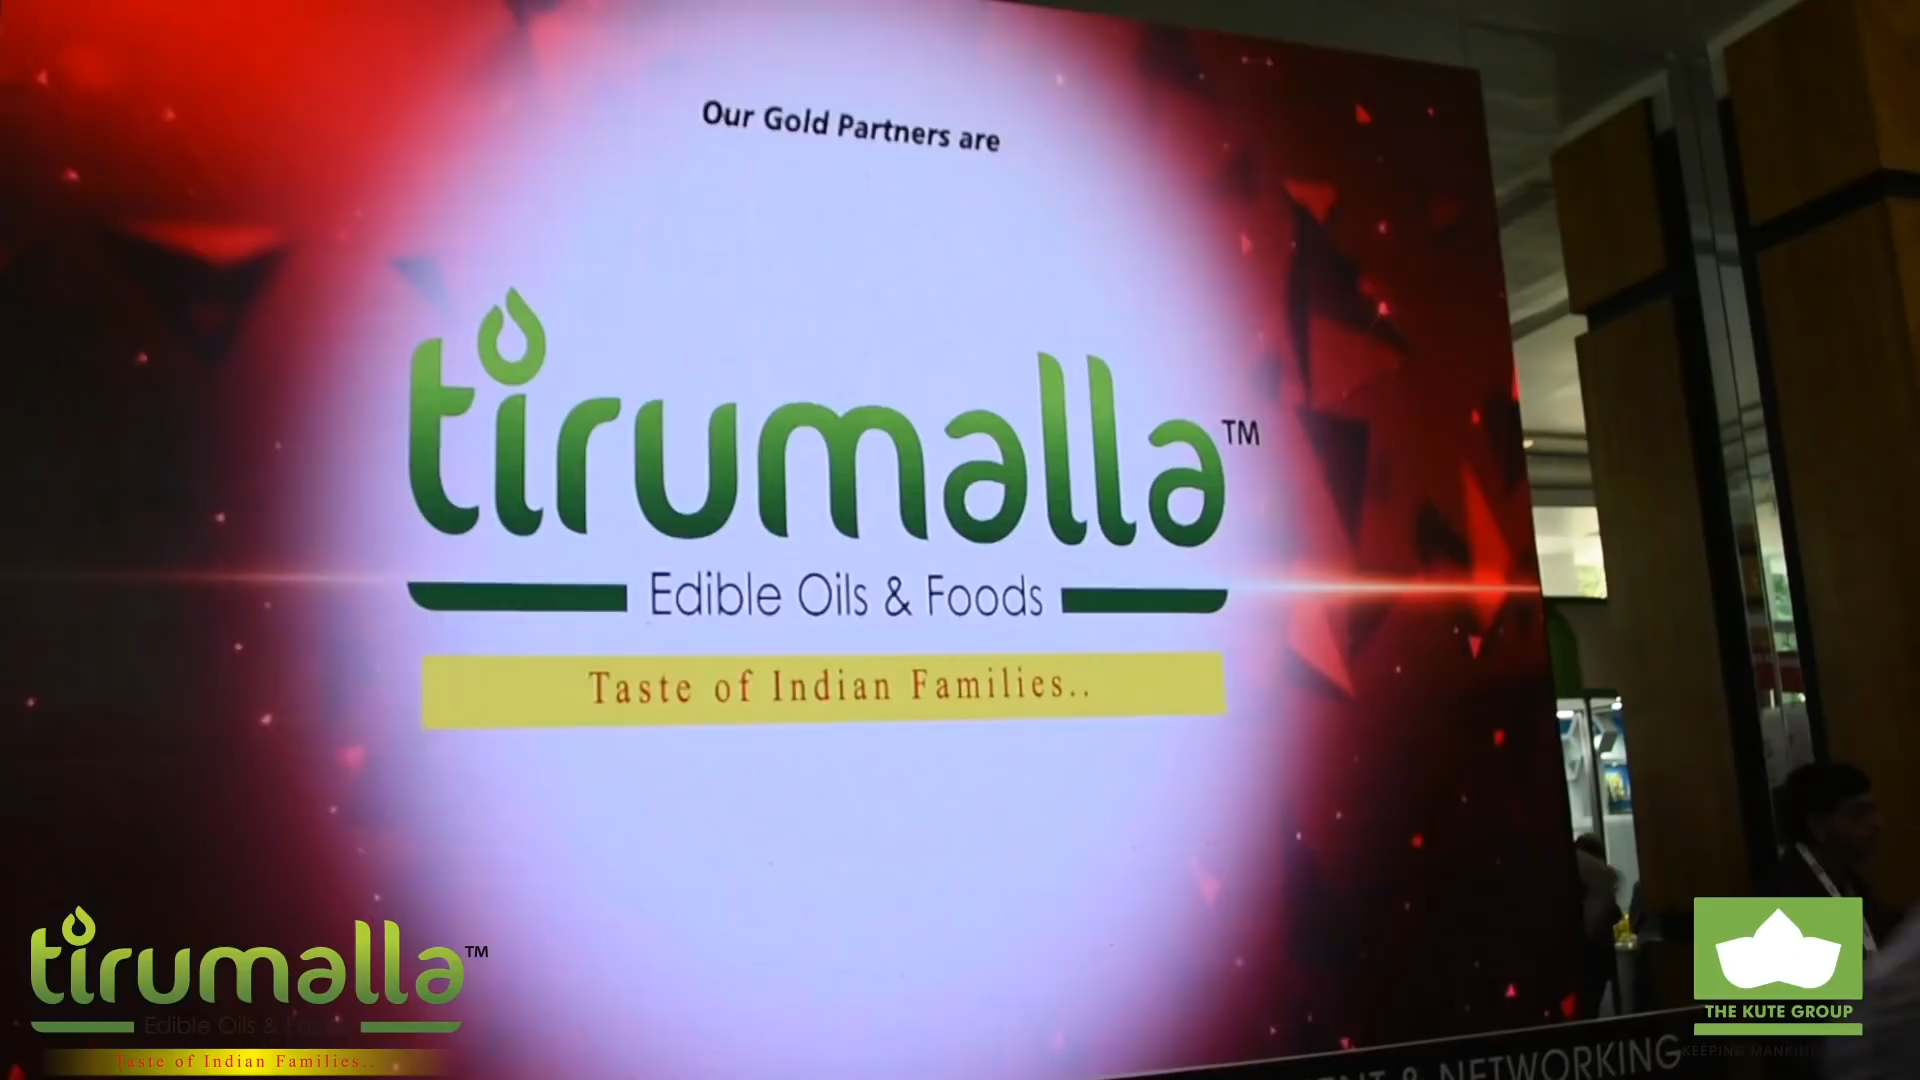 Our Gold Partners are
tirumalla™
Edible Oils & Foods
Taste of Indian Families..
tirumalla™
Edible Oils & Foods
Taste of Indian Families..
THE KUTE GROUP
KEEPING
& NETWORKING